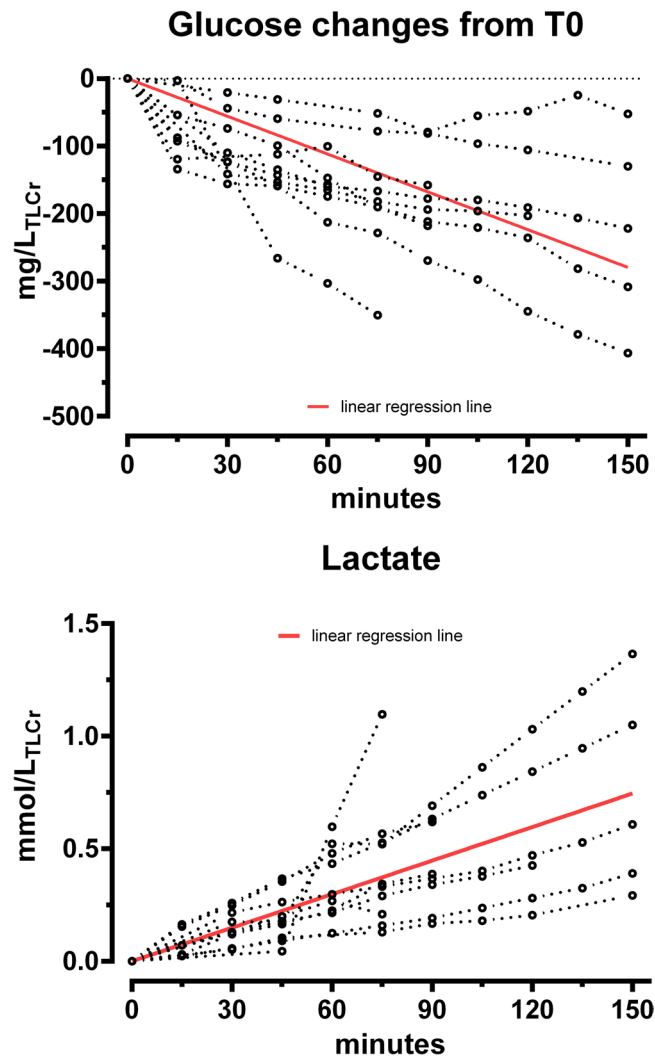 Glucose changes from T0
0
-100
-200
-300
-400
-500
mg/LTLCr
linear regression line
0 30 60 90 120 150
minutes
Lactate
1.5
1.0
0.5
0.0
mmol/LTLCr
linear regression line
0 30 60 90 120 150
minutes